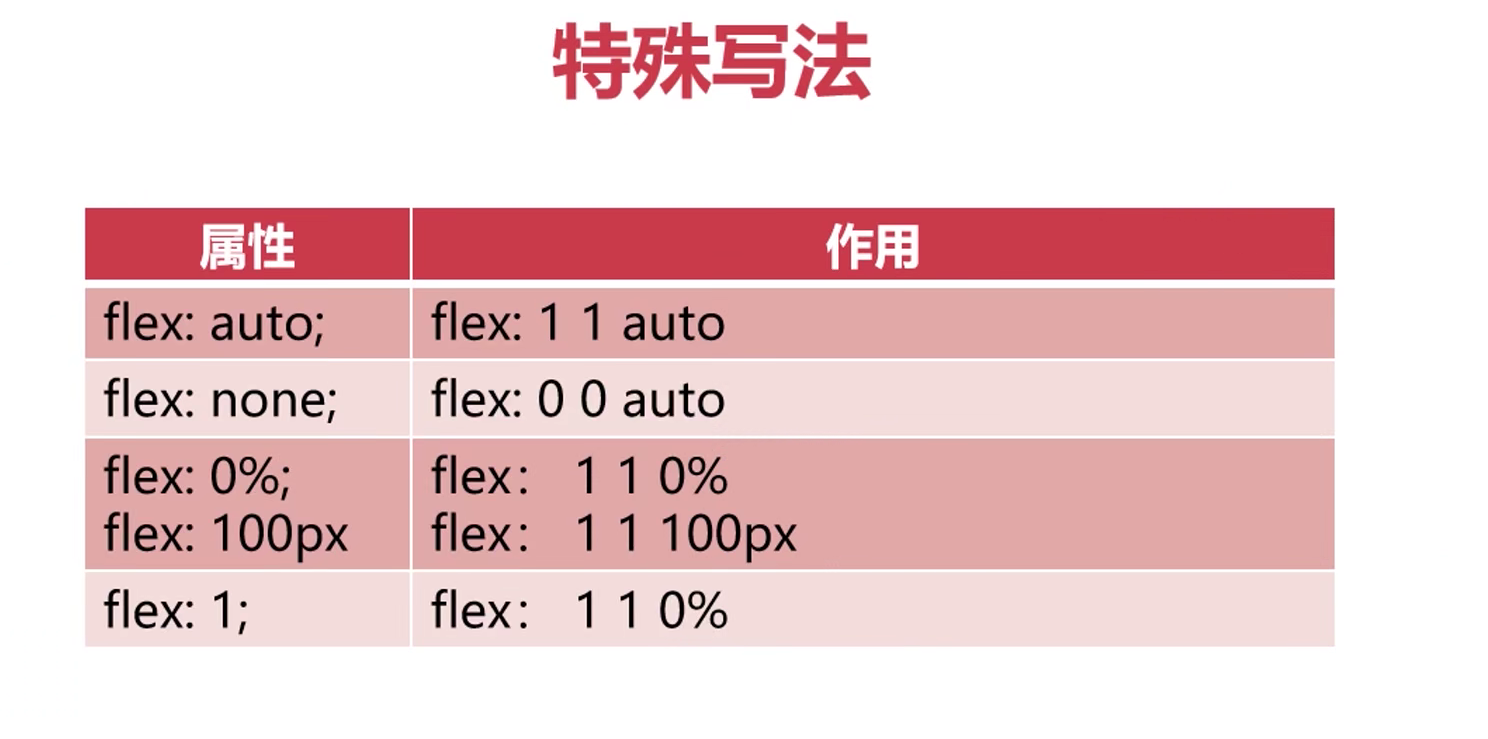 特殊写法
属性 作用
flex: auto; flex: 1 1 auto
flex: none; flex: 0 0 auto
flex: 0%; flex： 1 1 0%
flex: 100px flex： 1 1 100px
flex: 1; flex： 1 1 0%